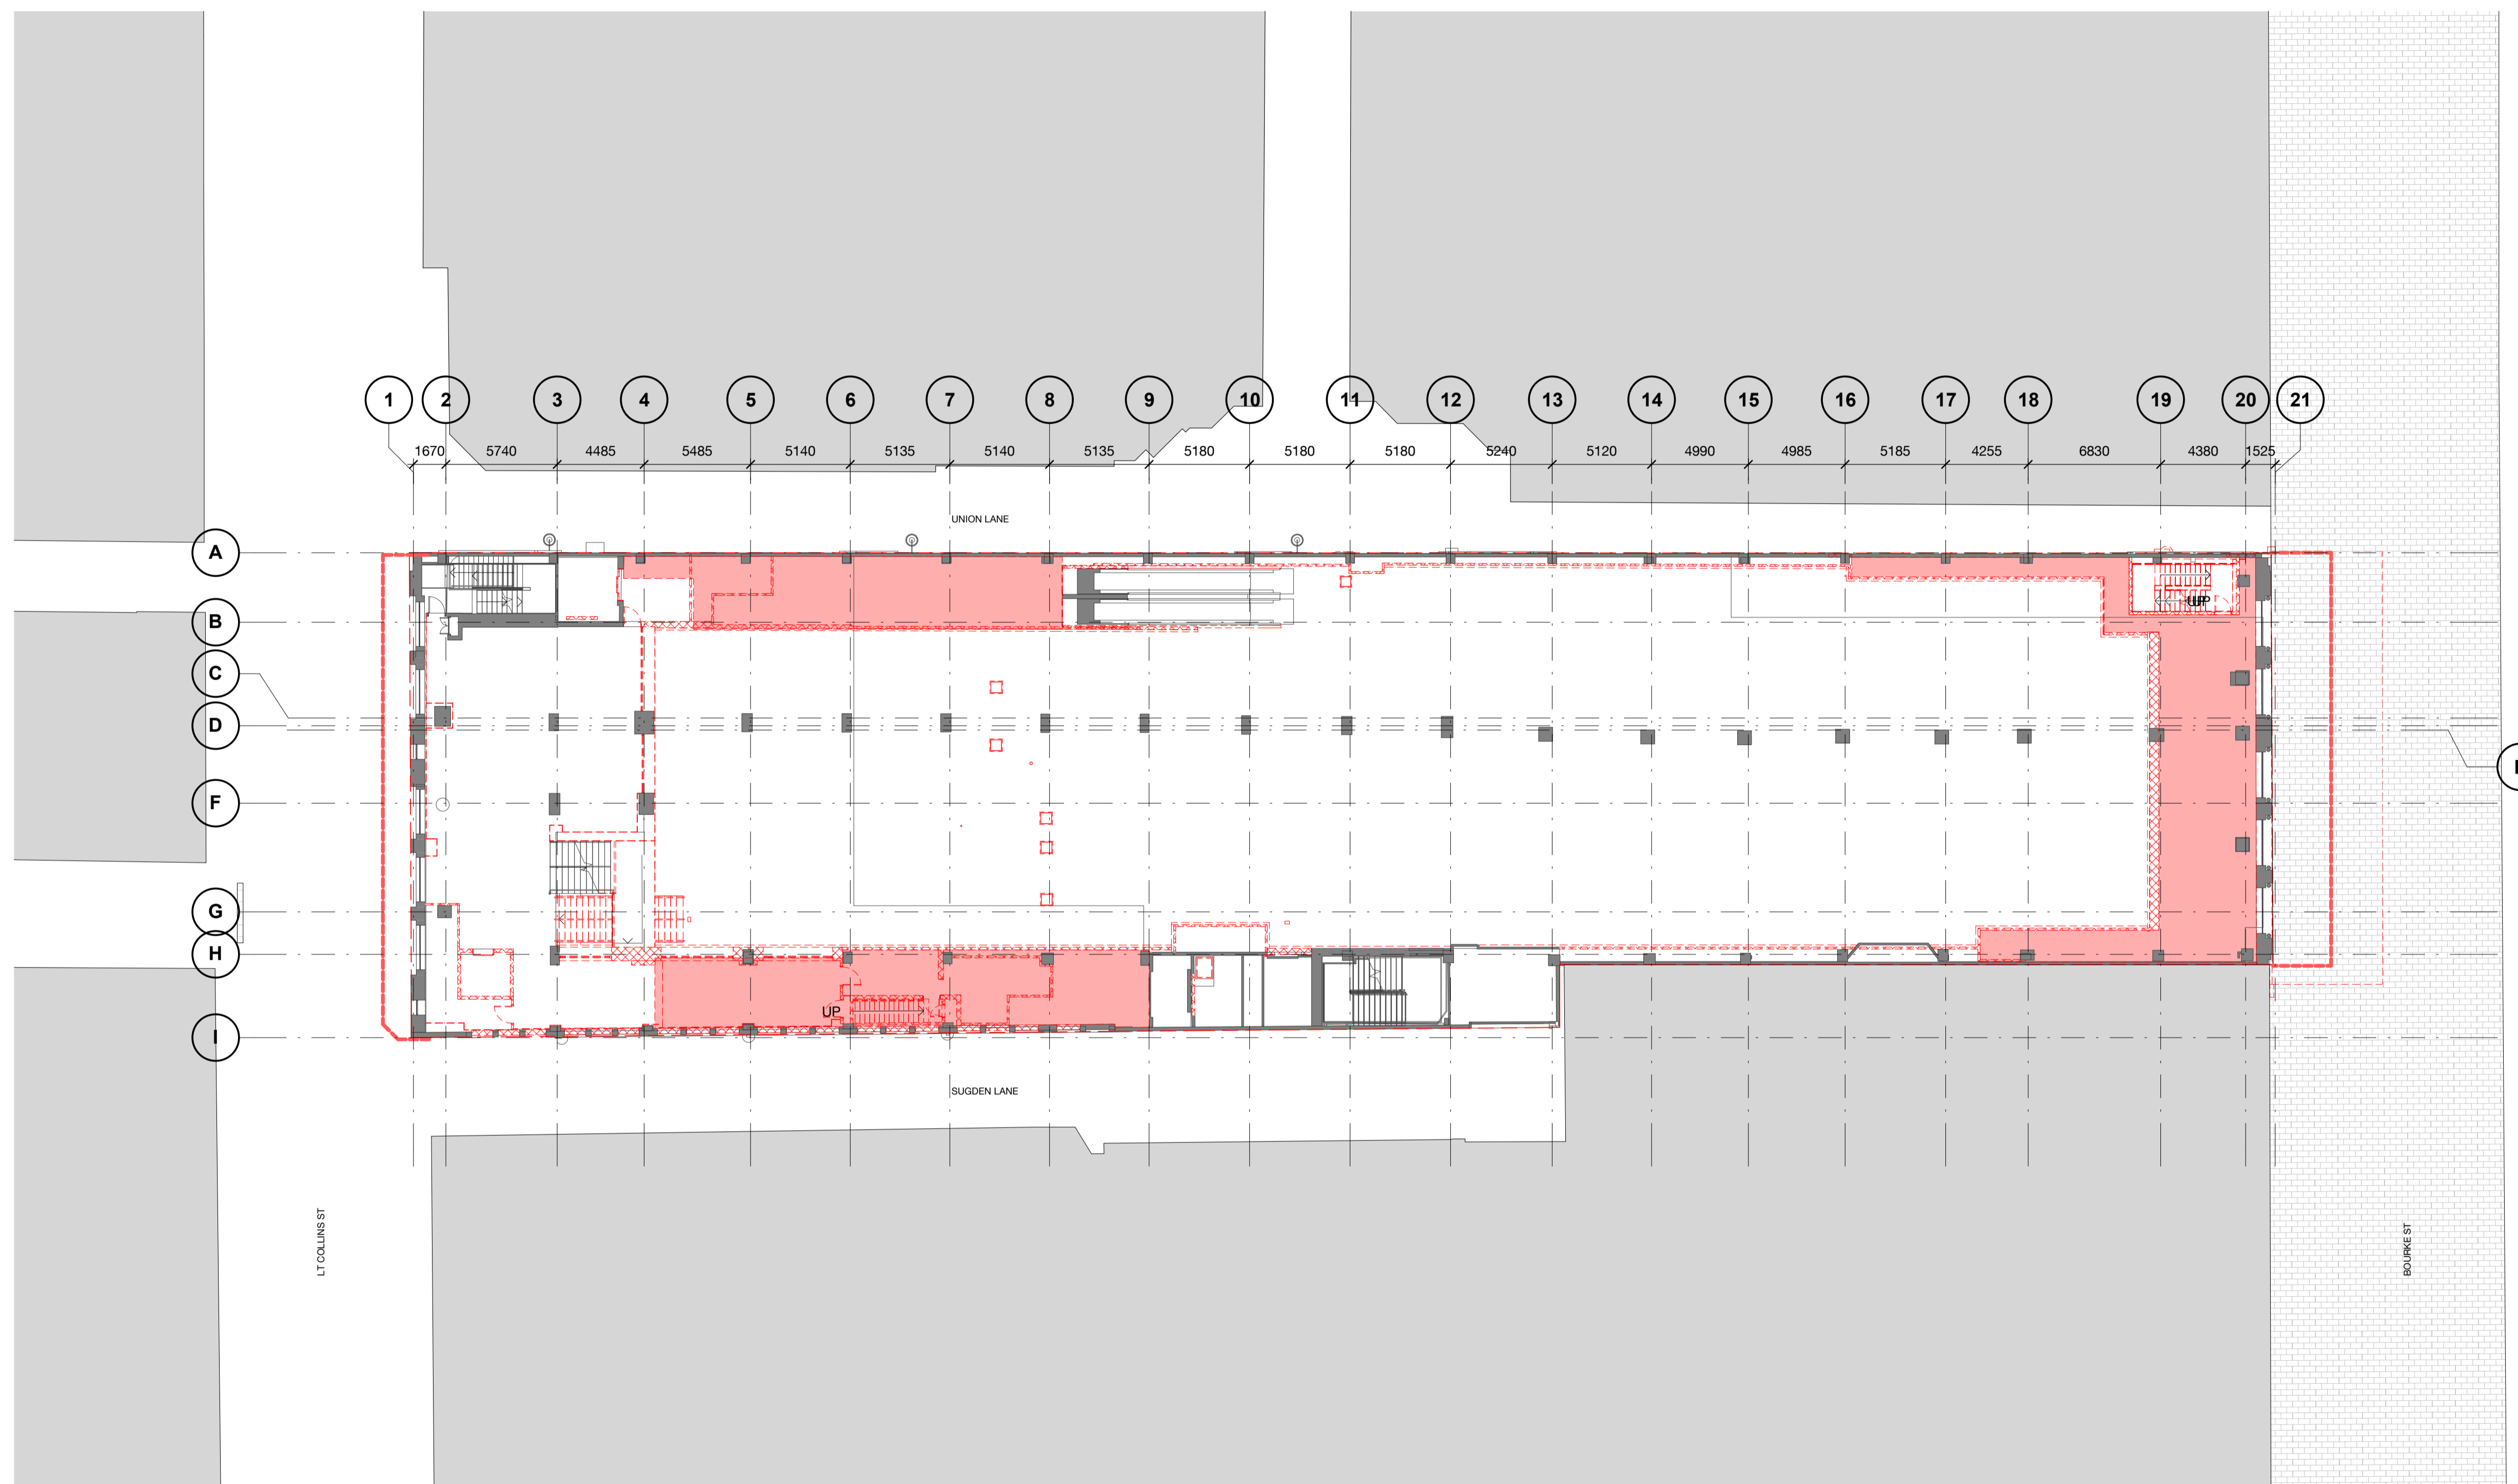 1 2 3 4 5 6 7 8 9 10 11 12 13 14 15 16 17 18 19 20 21
1670 5740 4485 5485 5140 5135 5140 5135 5180 5180 5180 5240 5120 4990 4985 5185 4255 6830 4380 1525
UNION LANE
A
B
UP
C
D
F
G
H
UP
I
SUGDEN LANE
LT COLLINS ST
BOURKE ST